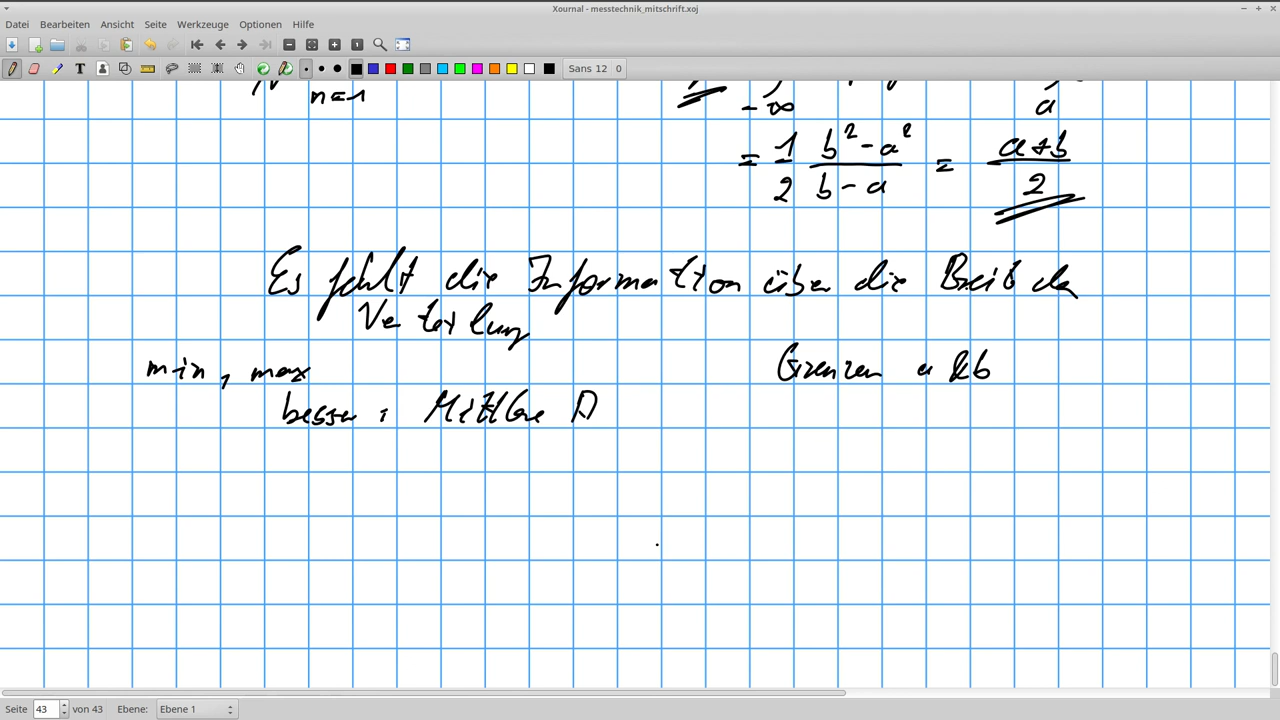 Xournal - messtechnik_mitschrift.xoj
Datei Bearbeiten Ansicht Seite Werkzeuge Optionen Hilfe
Sans 12 0
n=1
-∞
a
= 1/2 (b² - a²)/(b - a) = (a+b)/2
Es fehlt die Information über die Breite der
Verteilung
min, max
Grenzen a & b
besser: Mittlere D
Seite 43 von 43 Ebene: Ebene 1